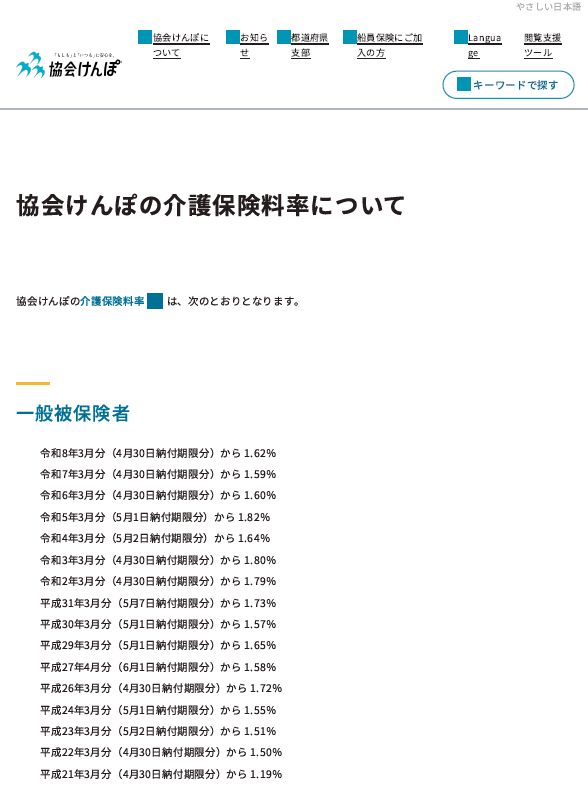 やさしい日本語
協会けんぽに
ついて
お知ら
せ
都道府県
支部
船員保険にご加
入の方
Langua
ge
閲覧支援
ツール
「もしも」と「いつも」に安心を。
協会けんぽ
キーワードで探す
協会けんぽの介護保険料率について
協会けんぽの介護保険料率は、次のとおりとなります。
一般被保険者
令和8年3月分（4月30日納付期限分）から 1.62%
令和7年3月分（4月30日納付期限分）から 1.59%
令和6年3月分（4月30日納付期限分）から 1.60%
令和5年3月分（5月1日納付期限分）から 1.82%
令和4年3月分（5月2日納付期限分）から 1.64%
令和3年3月分（4月30日納付期限分）から 1.80%
令和2年3月分（4月30日納付期限分）から 1.79%
平成31年3月分（5月7日納付期限分）から 1.73%
平成30年3月分（5月1日納付期限分）から 1.57%
平成29年3月分（5月1日納付期限分）から 1.65%
平成27年4月分（6月1日納付期限分）から 1.58%
平成26年3月分（4月30日納付期限分）から 1.72%
平成24年3月分（5月1日納付期限分）から 1.55%
平成23年3月分（5月2日納付期限分）から 1.51%
平成22年3月分（4月30日納付期限分）から 1.50%
平成21年3月分（4月30日納付期限分）から 1.19%